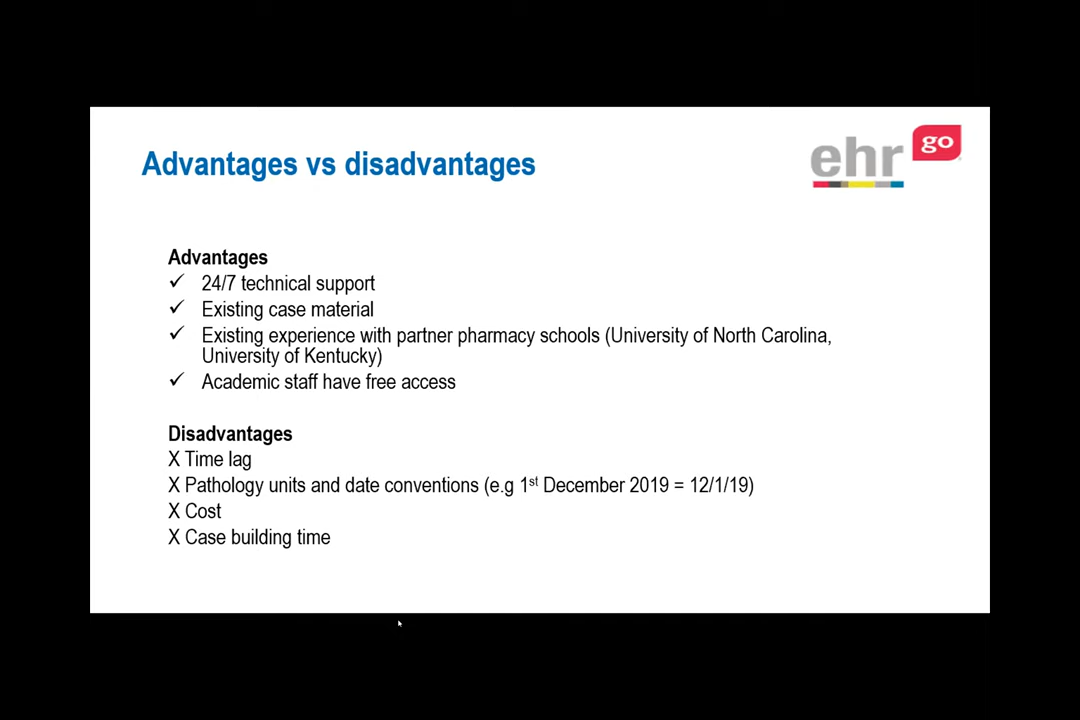 Advantages vs disadvantages
ehr go
Advantages
✓ 24/7 technical support
✓ Existing case material
✓ Existing experience with partner pharmacy schools (University of North Carolina,
University of Kentucky)
✓ Academic staff have free access
Disadvantages
X Time lag
X Pathology units and date conventions (e.g 1st December 2019 = 12/1/19)
X Cost
X Case building time